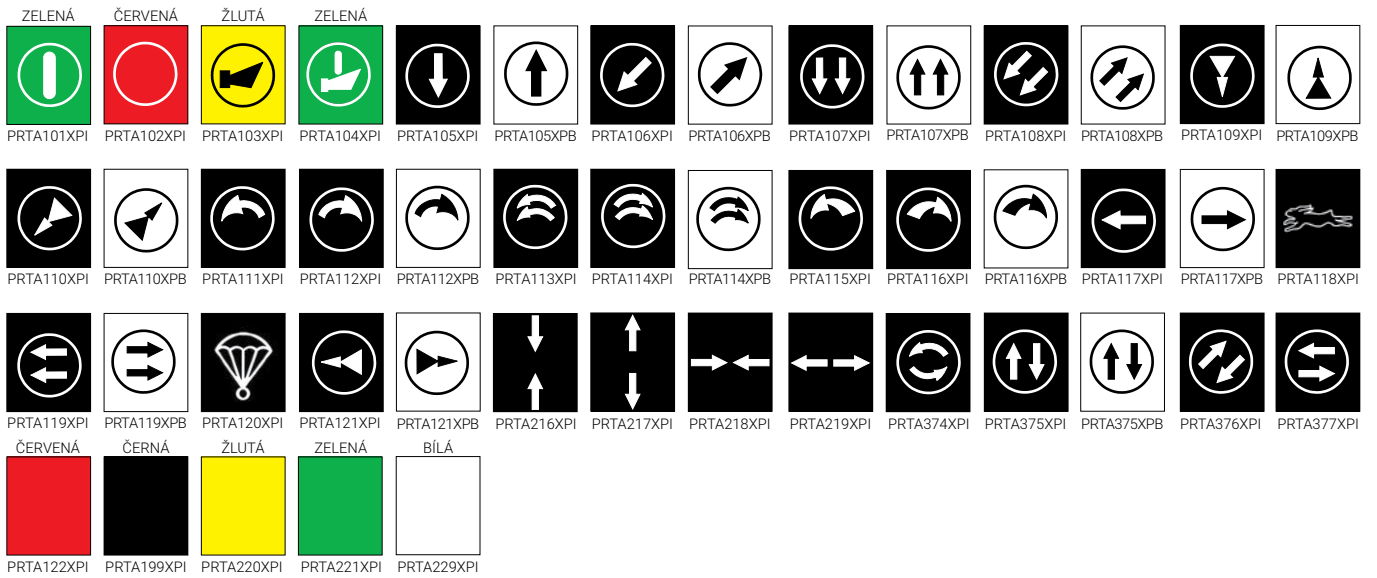 ZELENÁ ČERVENÁ ŽLUTÁ ZELENÁ
PRTA101XPI PRTA102XPI PRTA103XPI PRTA104XPI PRTA105XPI PRTA105XPB PRTA106XPI PRTA106XPB PRTA107XPI PRTA107XPB PRTA108XPI PRTA108XPB PRTA109XPI PRTA109XPB
PRTA110XPI PRTA110XPB PRTA111XPI PRTA112XPI PRTA112XPB PRTA113XPI PRTA114XPI PRTA114XPB PRTA115XPI PRTA116XPI PRTA116XPB PRTA117XPI PRTA117XPB PRTA118XPI
PRTA119XPI PRTA119XPB PRTA120XPI PRTA121XPI PRTA121XPB PRTA216XPI PRTA217XPI PRTA218XPI PRTA219XPI PRTA374XPI PRTA375XPI PRTA375XPB PRTA376XPI PRTA377XPI
ČERVENÁ ČERNÁ ŽLUTÁ ZELENÁ BÍLÁ
PRTA122XPI PRTA199XPI PRTA220XPI PRTA221XPI PRTA229XPI